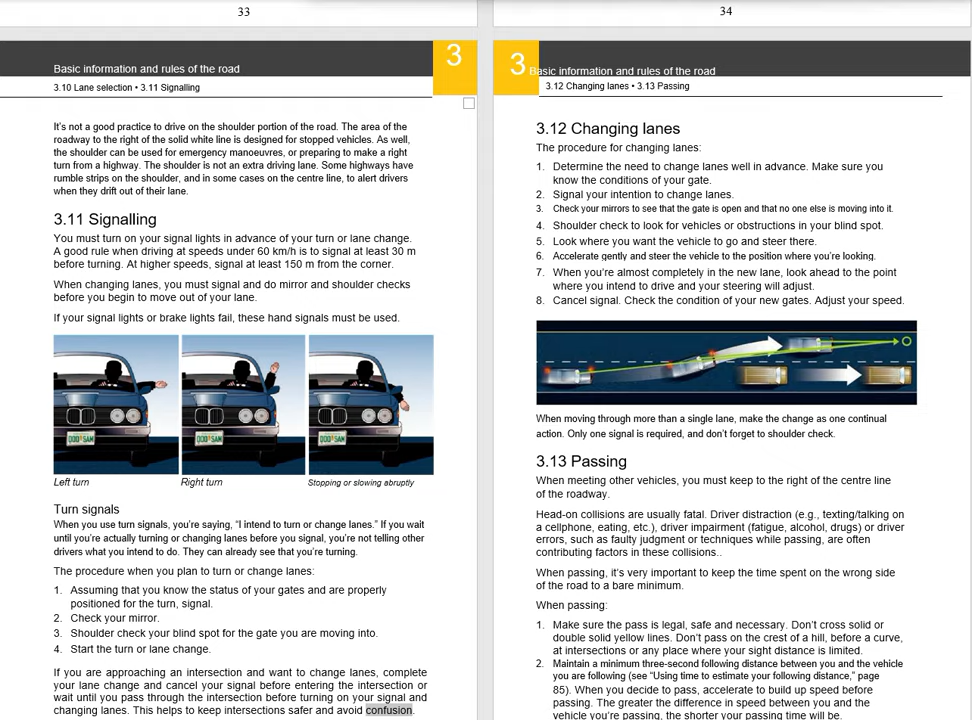 33
34
3
Basic information and rules of the road
3.10 Lane selection • 3.11 Signalling
It's not a good practice to drive on the shoulder portion of the road. The area of the
roadway to the right of the solid white line is designed for stopped vehicles. As well,
the shoulder can be used for emergency manoeuvres, or preparing to make a right
turn from a highway. The shoulder is not an extra driving lane. Some highways have
rumble strips on the shoulder, and in some cases on the centre line, to alert drivers
when they drift out of their lane.
3.11 Signalling
You must turn on your signal lights in advance of your turn or lane change.
A good rule when driving at speeds under 60 km/h is to signal at least 30 m
before turning. At higher speeds, signal at least 150 m from the corner.
When changing lanes, you must signal and do mirror and shoulder checks
before you begin to move out of your lane.
If your signal lights or brake lights fail, these hand signals must be used.
Left turn
Right turn
Stopping or slowing abruptly
Turn signals
When you use turn signals, you're saying, "I intend to turn or change lanes." If you wait
until you're actually turning or changing lanes before you signal, you're not telling other
drivers what you intend to do. They can already see that you're turning.
The procedure when you plan to turn or change lanes:
1. Assuming that you know the status of your gates and are properly
positioned for the turn, signal.
2. Check your mirror.
3. Shoulder check your blind spot for the gate you are moving into.
4. Start the turn or lane change.
If you are approaching an intersection and want to change lanes, complete
your lane change and cancel your signal before entering the intersection or
wait until you pass through the intersection before turning on your signal and
changing lanes. This helps to keep intersections safer and avoid confusion.
3
Basic information and rules of the road
3.12 Changing lanes • 3.13 Passing
3.12 Changing lanes
The procedure for changing lanes:
1. Determine the need to change lanes well in advance. Make sure you
know the conditions of your gate.
2. Signal your intention to change lanes.
3. Check your mirrors to see that the gate is open and that no one else is moving into it.
4. Shoulder check to look for vehicles or obstructions in your blind spot.
5. Look where you want the vehicle to go and steer there.
6. Accelerate gently and steer the vehicle to the position where you're looking.
7. When you're almost completely in the new lane, look ahead to the point
where you intend to drive and your steering will adjust.
8. Cancel signal. Check the condition of your new gates. Adjust your speed.
When moving through more than a single lane, make the change as one continual
action. Only one signal is required, and don't forget to shoulder check.
3.13 Passing
When meeting other vehicles, you must keep to the right of the centre line
of the roadway.
Head-on collisions are usually fatal. Driver distraction (e.g., texting/talking on
a cellphone, eating, etc.), driver impairment (fatigue, alcohol, drugs) or driver
errors, such as faulty judgment or techniques while passing, are often
contributing factors in these collisions..
When passing, it's very important to keep the time spent on the wrong side
of the road to a bare minimum.
When passing:
1. Make sure the pass is legal, safe and necessary. Don't cross solid or
double solid yellow lines. Don't pass on the crest of a hill, before a curve,
at intersections or any place where your sight distance is limited.
2. Maintain a minimum three-second following distance between you and the vehicle
you are following (see "Using time to estimate your following distance," page
85). When you decide to pass, accelerate to build up speed before
passing. The greater the difference in speed between you and the
vehicle you're passing, the shorter your passing time will be.